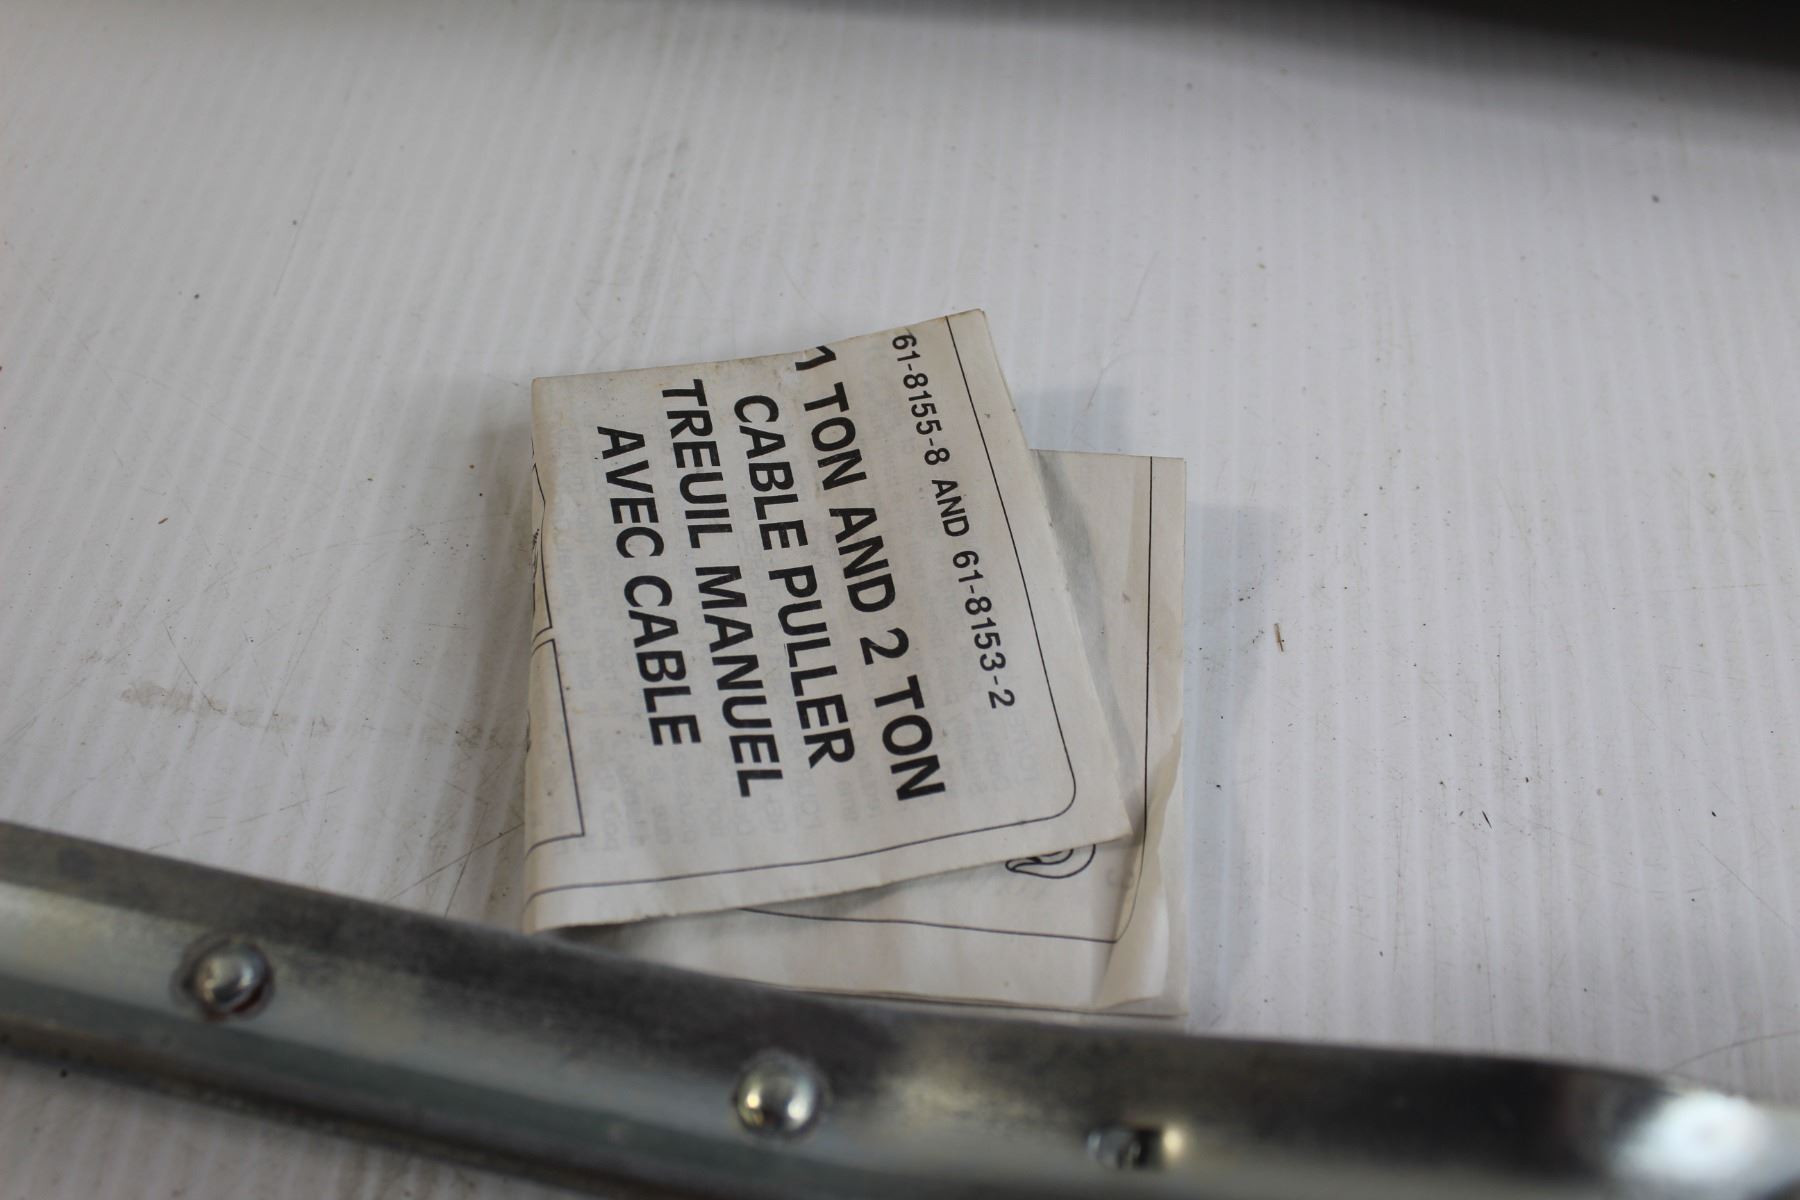 61-8155-8 AND 61-8153-2
1 TON AND 2 TON
CABLE PULLER
TREUIL MANUEL
AVEC CABLE